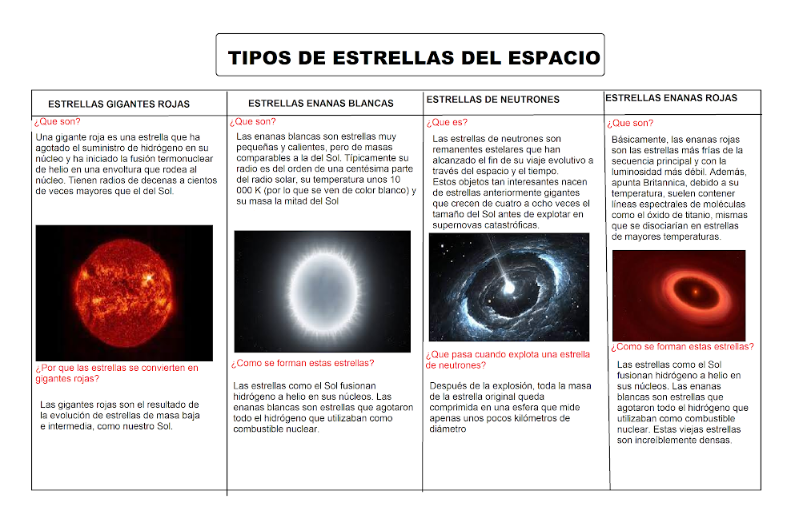 TIPOS DE ESTRELLAS DEL ESPACIO
ESTRELLAS GIGANTES ROJAS
¿Que son?
Una gigante roja es una estrella que ha
agotado el suministro de hidrógeno en su
núcleo y ha iniciado la fusión termonuclear
de helio en una envoltura que rodea al
núcleo. Tienen radios de decenas a cientos
de veces mayores que el del Sol.
¿Por que las estrellas se convierten en
gigantes rojas?
Las gigantes rojas son el resultado de
la evolución de estrellas de masa baja
e intermedia, como nuestro Sol.
ESTRELLAS ENANAS BLANCAS
¿Que son?
Las enanas blancas son estrellas muy
pequeñas y calientes, pero de masas
comparables a la del Sol. Típicamente su
radio es del orden de una centésima parte
del radio solar, su temperatura unos 10
000 K (por lo que se ven de color blanco) y
su masa la mitad del Sol
¿Como se forman estas estrellas?
Las estrellas como el Sol fusionan
hidrógeno a helio en sus núcleos. Las
enanas blancas son estrellas que agotaron
todo el hidrógeno que utilizaban como
combustible nuclear.
ESTRELLAS DE NEUTRONES
¿Que es?
Las estrellas de neutrones son
remanentes estelares que han
alcanzado el fin de su viaje evolutivo a
través del espacio y el tiempo.
Estos objetos tan interesantes nacen
de estrellas anteriormente gigantes
que crecen de cuatro a ocho veces el
tamaño del Sol antes de explotar en
supernovas catastróficas.
¿Que pasa cuando explota una estrella
de neutrones?
Después de la explosión, toda la masa
de la estrella original queda
comprimida en una esfera que mide
apenas unos pocos kilómetros de
diámetro
ESTRELLAS ENANAS ROJAS
¿Que son?
Básicamente, las enanas rojas
son las estrellas más frías de la
secuencia principal y con la
luminosidad más débil. Además,
apunta Britannica, debido a su
temperatura, suelen contener
líneas espectrales de moléculas
como el óxido de titanio, mismas
que se disociarían en estrellas
de mayores temperaturas.
¿Como se forman estas estrellas?
Las estrellas como el Sol
fusionan hidrógeno a helio en
sus núcleos. Las enanas
blancas son estrellas que
agotaron todo el hidrógeno que
utilizaban como combustible
nuclear. Estas viejas estrellas
son increíblemente densas.